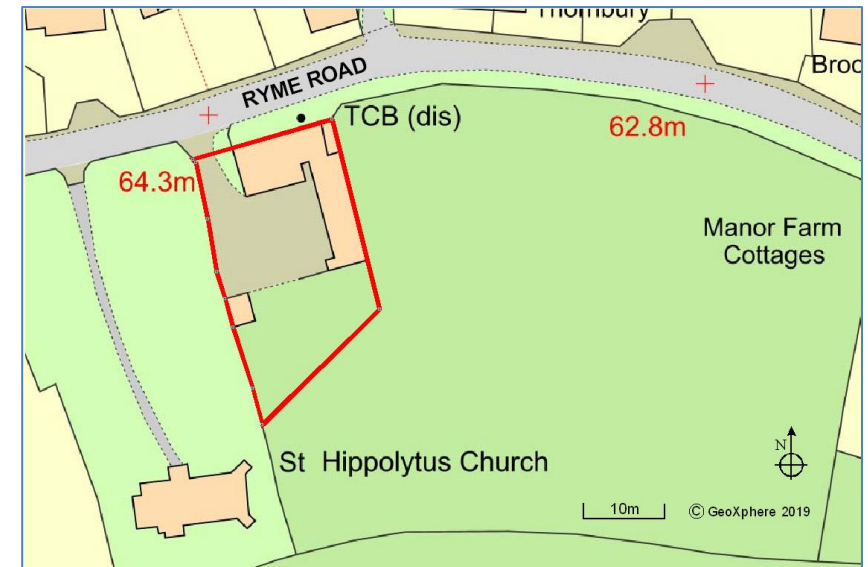 Thornbury
Broo
RYME ROAD
TCB (dis)
62.8m
64.3m
Manor Farm
Cottages
St Hippolytus Church
N
10m
© GeoXphere 2019